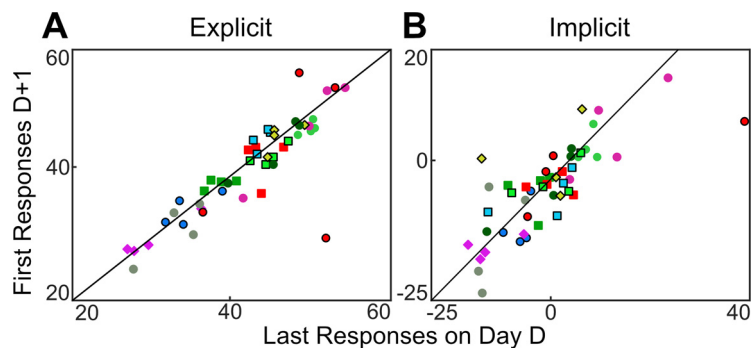 A Explicit
B Implicit
First Responses D+1
60
40
20
20 40 60
20
0
-25
-25 0 40
Last Responses on Day D